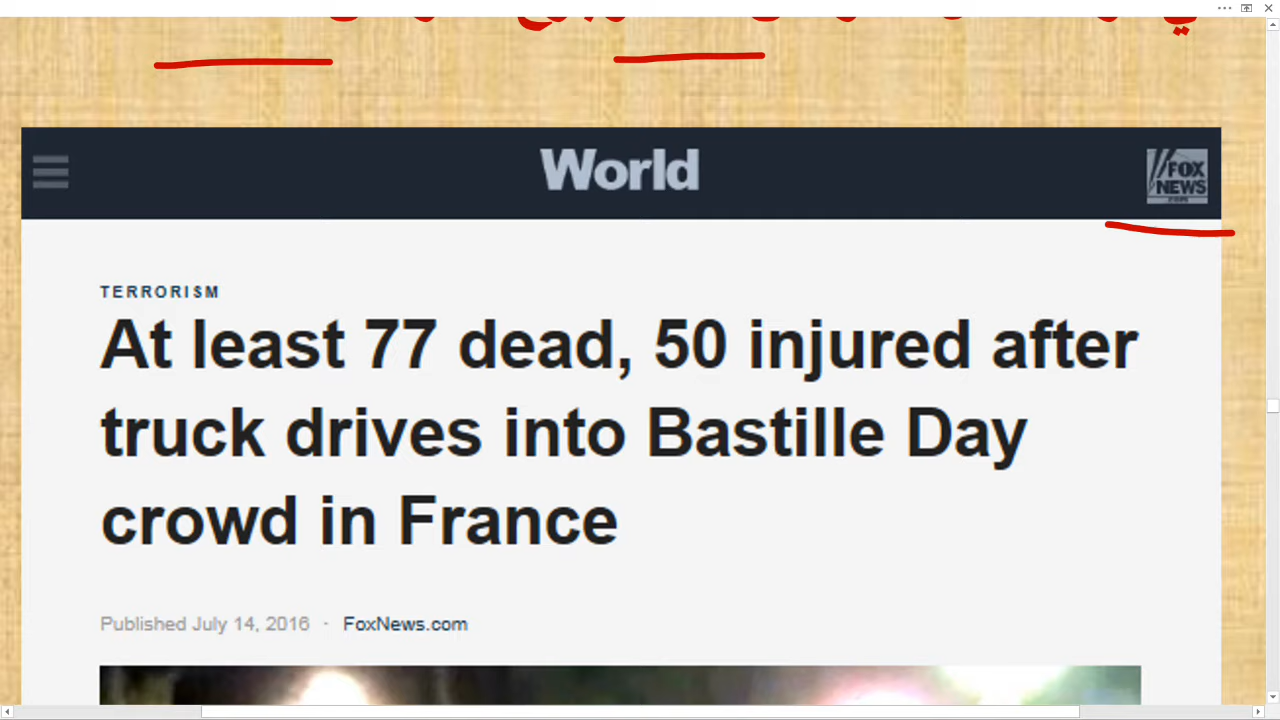 World
FOX
NEWS
.com
TERRORISM
At least 77 dead, 50 injured after
truck drives into Bastille Day
crowd in France
Published July 14, 2016 · FoxNews.com